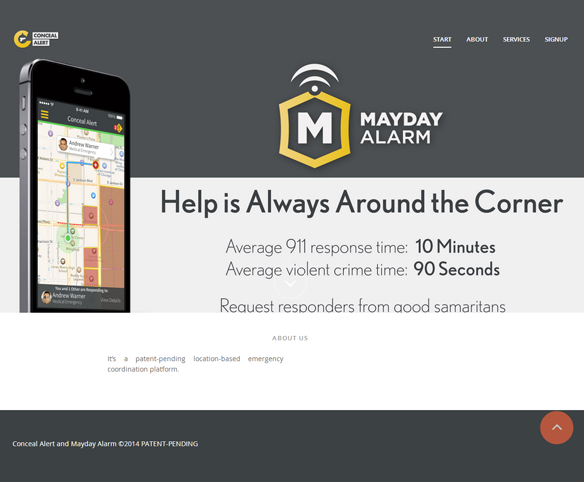 CONCEAL
ALERT
START
ABOUT
SERVICES
SIGNUP
9:41 AM
Conceal Alert
Andrew Warner
Medical Emergency
You and 1 Other are Responding to:
Andrew Warner
Medical Emergency
View Details
M
MAYDAY
ALARM
Help is Always Around the Corner
Average 911 response time: 10 Minutes
Average violent crime time: 90 Seconds
Request responders from good samaritans
ABOUT US
It's a patent-pending location-based emergency
coordination platform.
Conceal Alert and Mayday Alarm ©2014 PATENT-PENDING